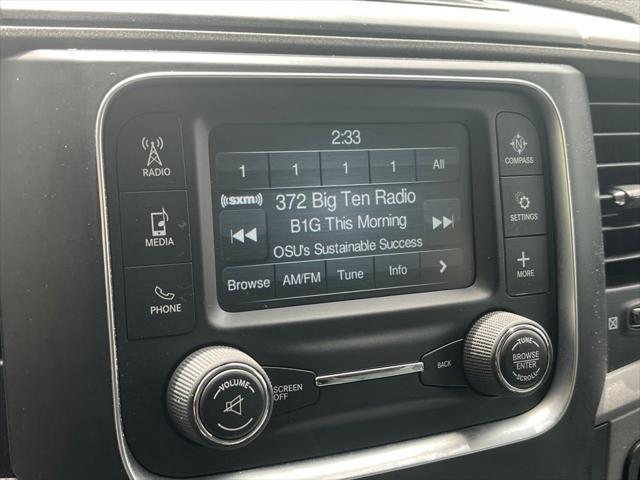 2:33
1 1 1 1 All
((sxm)) 372 Big Ten Radio
B1G This Morning
OSU's Sustainable Success
Browse AM/FM Tune Info
RADIO
MEDIA
PHONE
COMPASS
SETTINGS
MORE
VOLUME
SCREEN
OFF
BACK
TUNE
BROWSE
ENTER
SCROLL